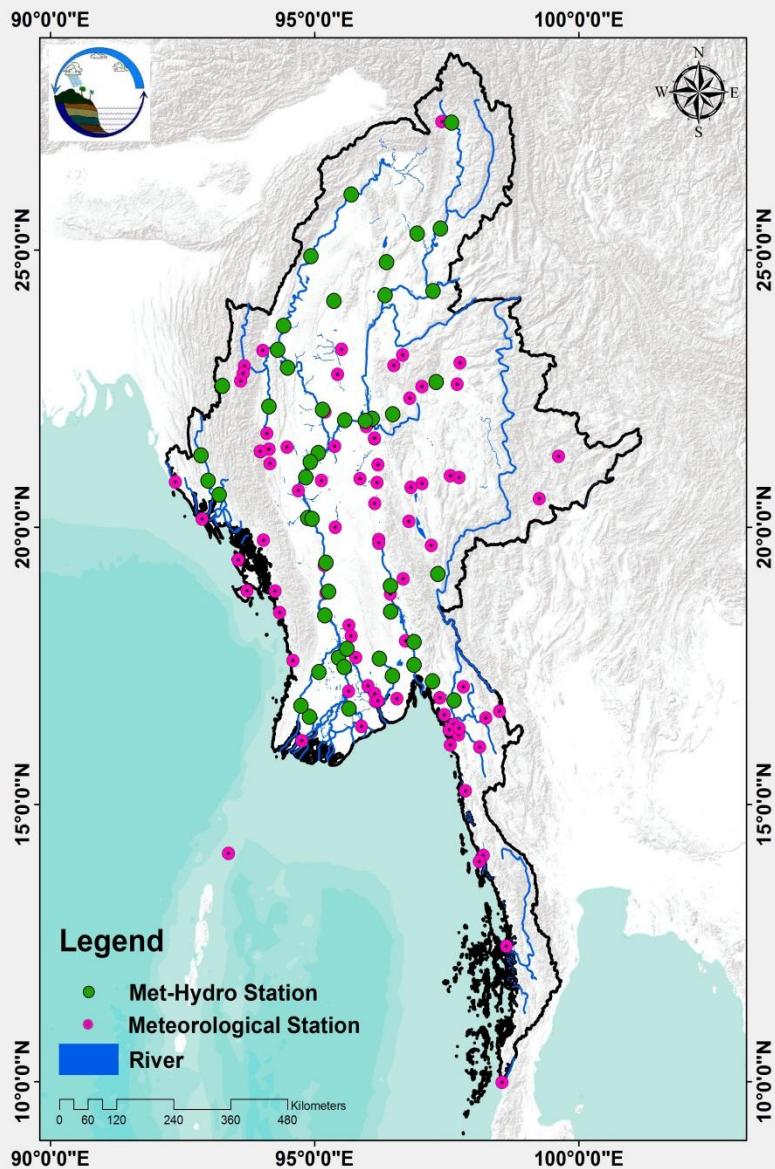 90°0'0"E 95°0'0"E 100°0'0"E
N
W E
S
25°0'0"N 25°0'0"N
20°0'0"N 20°0'0"N
15°0'0"N 15°0'0"N
10°0'0"N 10°0'0"N
Legend
Met-Hydro Station
Meteorological Station
River
Kilometers
0 60 120 240 360 480
90°0'0"E 95°0'0"E 100°0'0"E